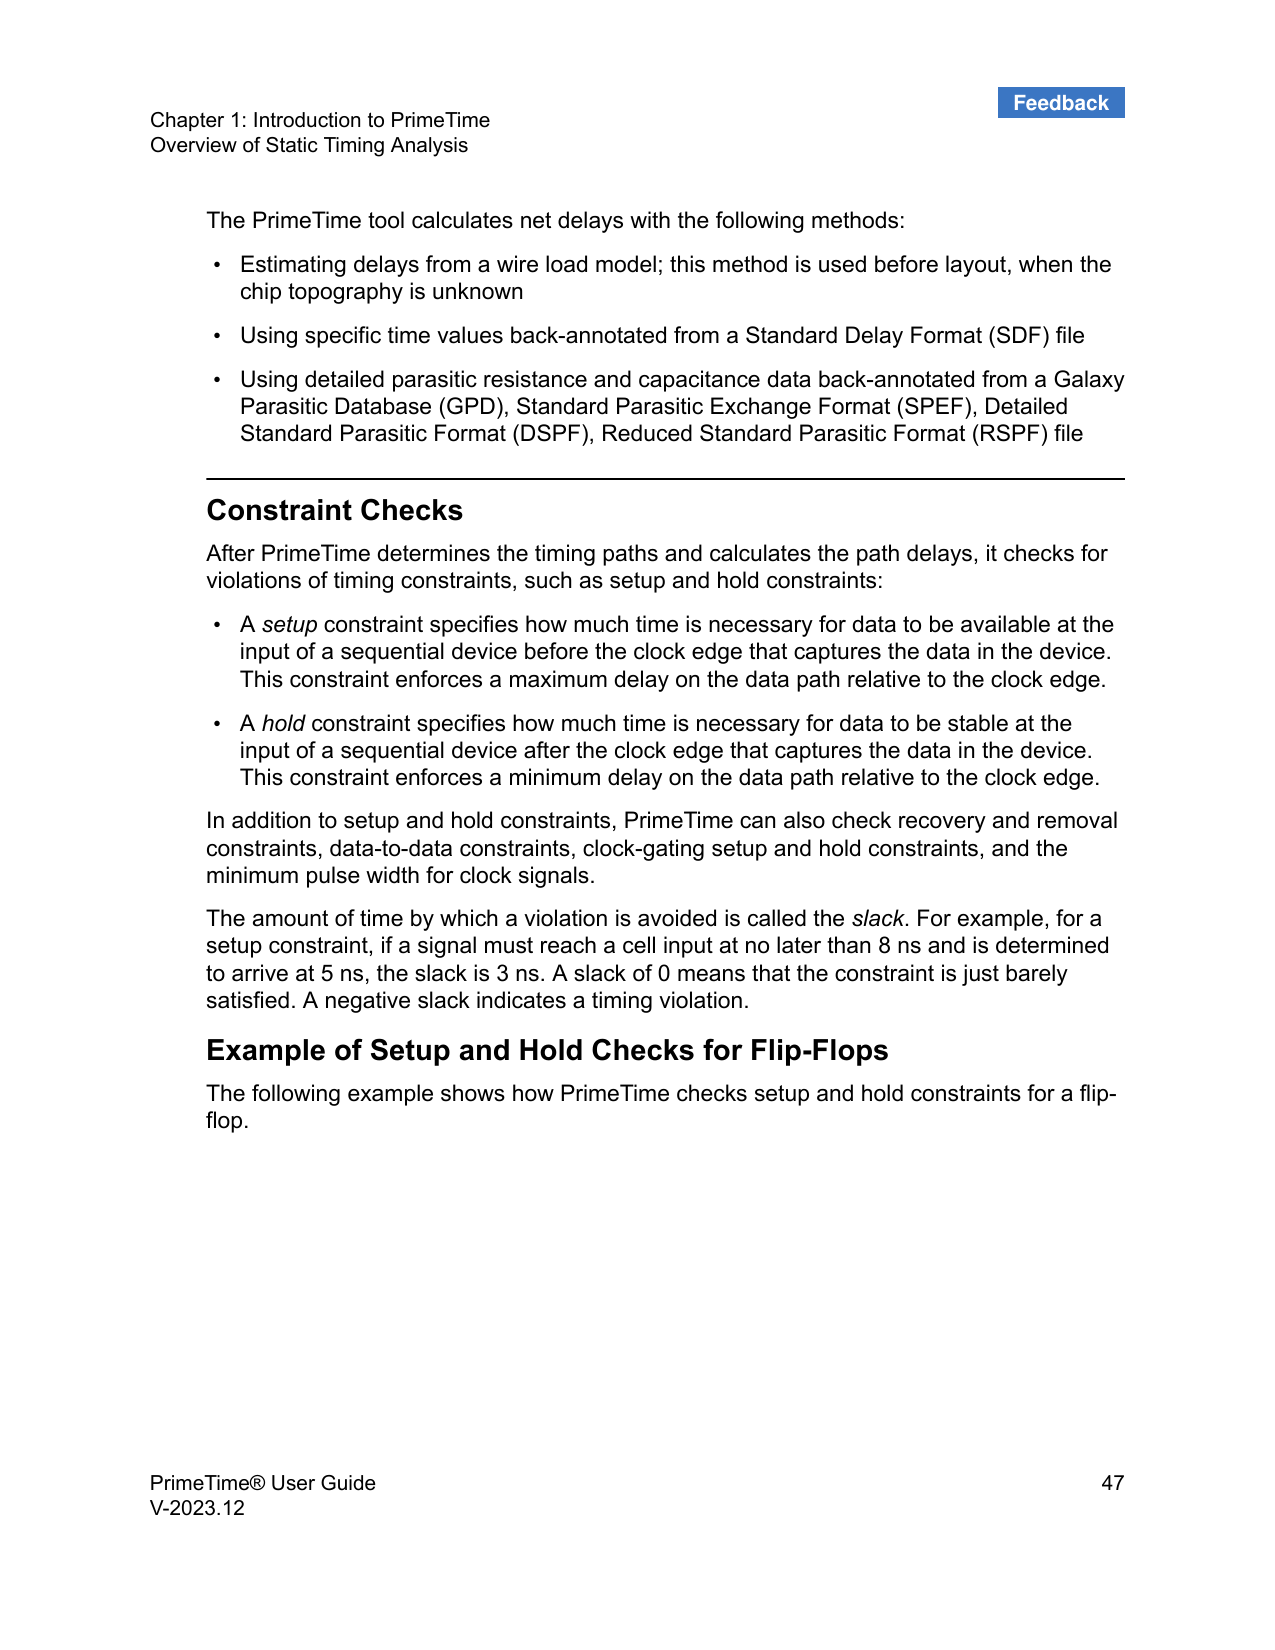 Feedback
Chapter 1: Introduction to PrimeTime
Overview of Static Timing Analysis
The PrimeTime tool calculates net delays with the following methods:
• Estimating delays from a wire load model; this method is used before layout, when the
chip topography is unknown
• Using specific time values back-annotated from a Standard Delay Format (SDF) file
• Using detailed parasitic resistance and capacitance data back-annotated from a Galaxy
Parasitic Database (GPD), Standard Parasitic Exchange Format (SPEF), Detailed
Standard Parasitic Format (DSPF), Reduced Standard Parasitic Format (RSPF) file
Constraint Checks
After PrimeTime determines the timing paths and calculates the path delays, it checks for
violations of timing constraints, such as setup and hold constraints:
• A setup constraint specifies how much time is necessary for data to be available at the
input of a sequential device before the clock edge that captures the data in the device.
This constraint enforces a maximum delay on the data path relative to the clock edge.
• A hold constraint specifies how much time is necessary for data to be stable at the
input of a sequential device after the clock edge that captures the data in the device.
This constraint enforces a minimum delay on the data path relative to the clock edge.
In addition to setup and hold constraints, PrimeTime can also check recovery and removal
constraints, data-to-data constraints, clock-gating setup and hold constraints, and the
minimum pulse width for clock signals.
The amount of time by which a violation is avoided is called the slack. For example, for a
setup constraint, if a signal must reach a cell input at no later than 8 ns and is determined
to arrive at 5 ns, the slack is 3 ns. A slack of 0 means that the constraint is just barely
satisfied. A negative slack indicates a timing violation.
Example of Setup and Hold Checks for Flip-Flops
The following example shows how PrimeTime checks setup and hold constraints for a flip-
flop.
PrimeTime® User Guide 47
V-2023.12